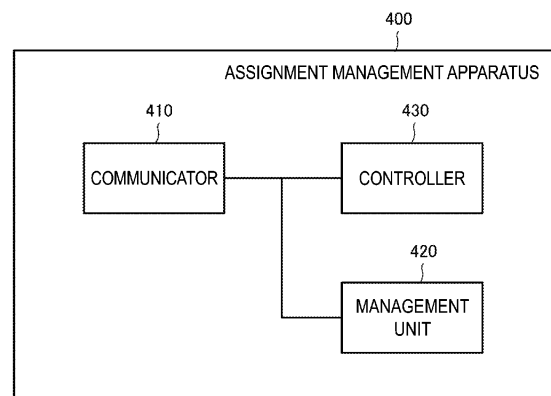 400
ASSIGNMENT MANAGEMENT APPARATUS
410
430
COMMUNICATOR
CONTROLLER
420
MANAGEMENT
UNIT